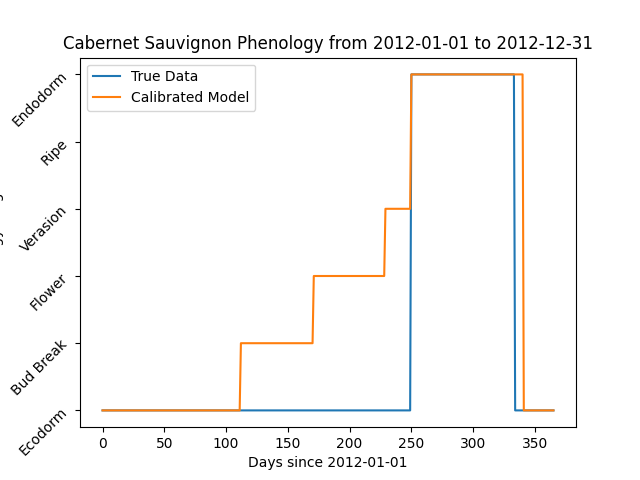 Cabernet Sauvignon Phenology from 2012-01-01 to 2012-12-31
True Data
Calibrated Model
Endodorm
Ripe
Verasion
Flower
Bud Break
Ecodorm
0 50 100 150 200 250 300 350
Days since 2012-01-01